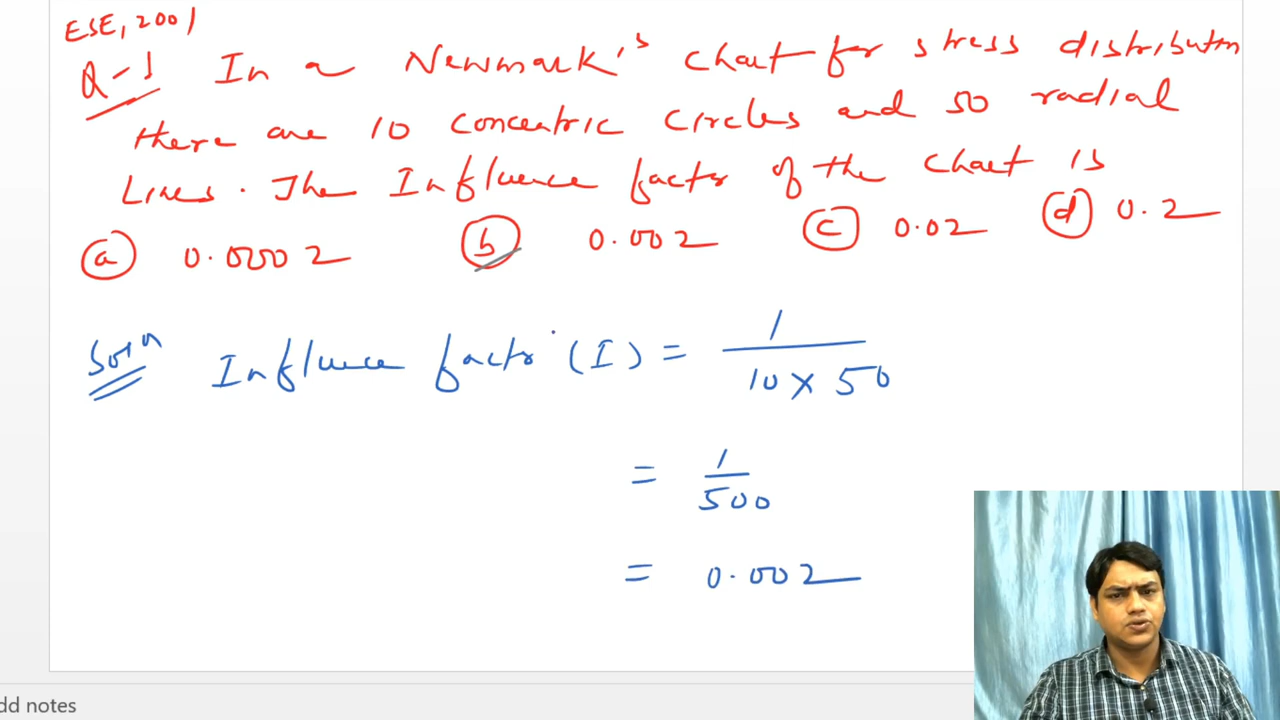 ESE, 2001
Q-1 In a Newmark's chart for stress distribution
there are 10 concentric circles and 50 radial
Lines. The Influence factor of the chart is
(a) 0.0002 (b) 0.002 (c) 0.02 (d) 0.2
Soln Influence factor (I) = 1 / 10 × 50
= 1 / 500
= 0.002
dd notes